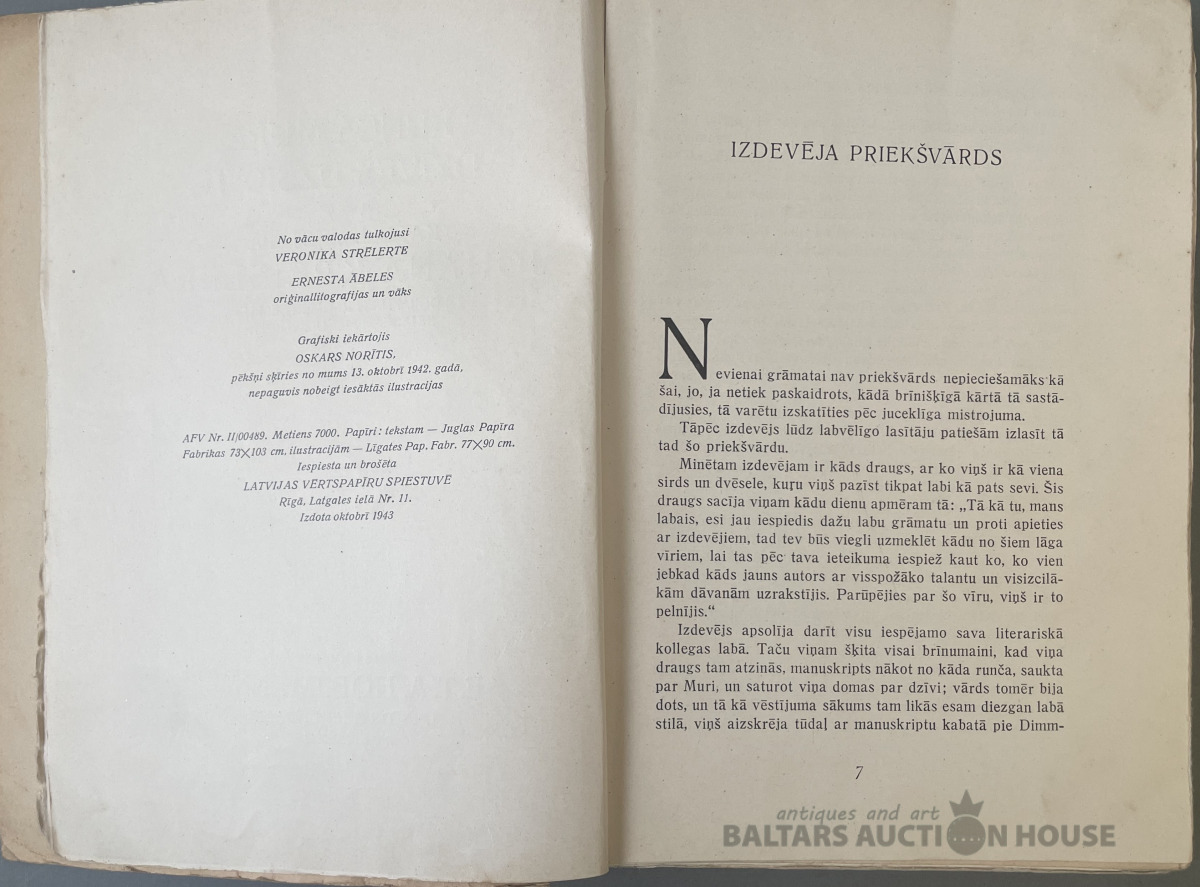 No vācu valodas tulkojusi
VERONIKA STRĒLERTE
ERNESTA ĀBELES
oriģinallitografijas un vāks
Grafiski iekārtojis
OSKARS NORĪTIS,
pēkšņi šķīries no mums 13. oktobrī 1942. gadā,
nepaguvis nobeigt iesāktās ilustracijas
AFV Nr. II/00489. Metiens 7000. Papīri: tekstam — Juglas Papīra
Fabrikas 73×103 cm. ilustracijām — Līgates Pap. Fabr. 77×90 cm.
Iespiesta un brošēta
LATVIJAS VĒRTSPAPĪRU SPIESTUVĒ
Rīgā, Latgales ielā Nr. 11.
Izdota oktobrī 1943
IZDEVĒJA PRIEKŠVĀRDS
Nevienai grāmatai nav priekšvārds nepieciešamāks kā
šai, jo, ja netiek paskaidrots, kādā brīnišķīgā kārtā tā sastā-
dījusies, tā varētu izskatīties pēc juceklīga mistrojuma.
Tāpēc izdevējs lūdz labvēlīgo lasītāju patiešām izlasīt tā
tad šo priekšvārdu.
Minētam izdevējam ir kāds draugs, ar ko viņš ir kā viena
sirds un dvēsele, kuŗu viņš pazīst tikpat labi kā pats sevi. Šis
draugs sacīja viņam kādu dienu apmēram tā: „Tā kā tu, mans
labais, esi jau iespiedis dažu labu grāmatu un proti apieties
ar izdevējiem, tad tev būs viegli uzmeklēt kādu no šiem lāga
vīriem, lai tas pēc tava ieteikuma iespiež kaut ko, ko vien
jebkad kāds jauns autors ar visspožāko talantu un visizcilā-
kām dāvanām uzrakstījis. Parūpējies par šo vīru, viņš ir to
pelnījis.“
Izdevējs apsolīja darīt visu iespējamo sava literariskā
kollegas labā. Taču viņam šķita visai brīnumaini, kad viņa
draugs tam atzinās, manuskripts nākot no kāda runča, saukta
par Muri, un saturot viņa domas par dzīvi; vārds tomēr bija
dots, un tā kā vēstījuma sākums tam likās esam diezgan labā
stilā, viņš aizskrēja tūdaļ ar manuskriptu kabatā pie Dimm-
7
antiques and art
BALTARS AUCTION HOUSE